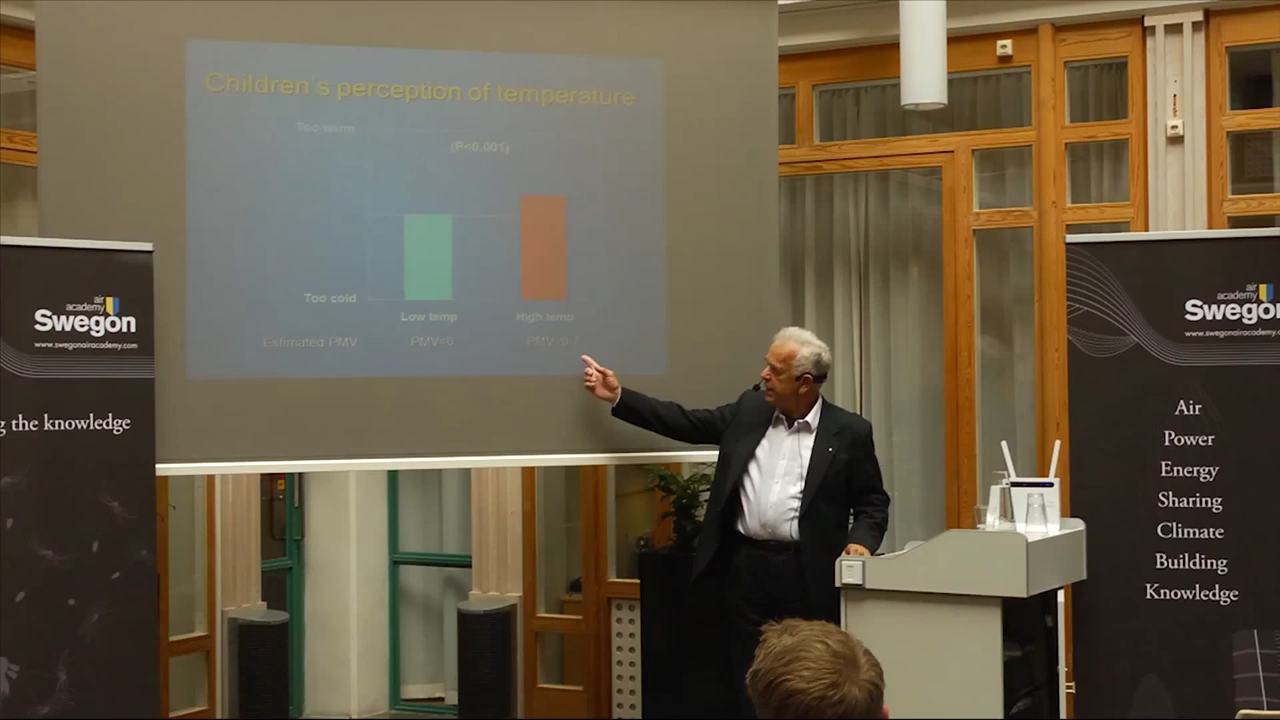 Children's perception of temperature
Too warm
(P<0.001)
Too cold
Low temp
High temp
Estimated PMV
PMV=0
air
academy
Swegon
www.swegonairacademy.com
g the knowledge
air
academy
Swegon
www.swegonairacademy
Air
Power
Energy
Sharing
Climate
Building
Knowledge